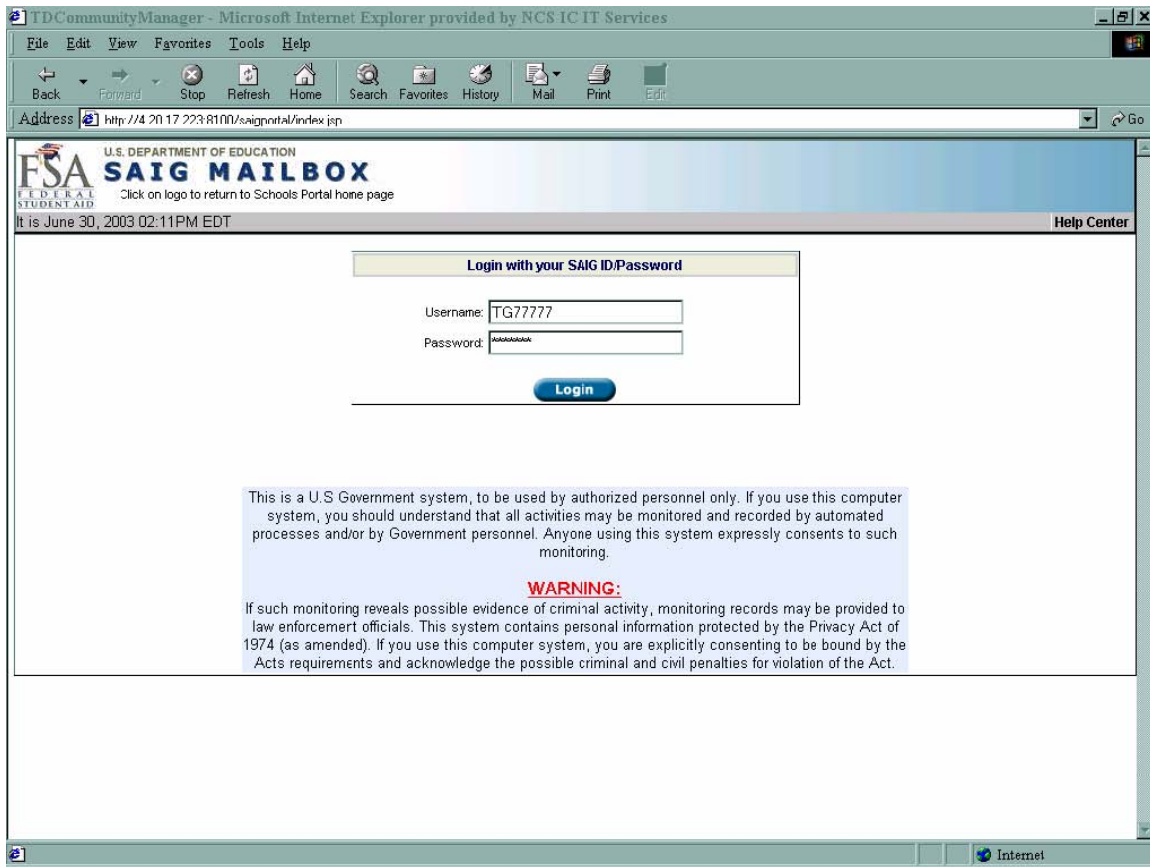 TDCommunityManager - Microsoft Internet Explorer provided by NCS IC IT Services
File Edit View Favorites Tools Help
Back Forward Stop Refresh Home Search Favorites History Mail Print Edit
Address http://4.20.17.223:8100/saigportal/index.jsp Go
FSA
FEDERAL
STUDENT AID
U.S. DEPARTMENT OF EDUCATION
SAIG MAILBOX
Click on logo to return to Schools Portal home page
It is June 30, 2003 02:11PM EDT Help Center
Login with your SAIG ID/Password
Username: TG77777
Password: *******
Login
This is a U.S Government system, to be used by authorized personnel only. If you use this computer
system, you should understand that all activities may be monitored and recorded by automated
processes and/or by Government personnel. Anyone using this system expressly consents to such
monitoring.
WARNING:
If such monitoring reveals possible evidence of criminal activity, monitoring records may be provided to
law enforcement officials. This system contains personal information protected by the Privacy Act of
1974 (as amended). If you use this computer system, you are explicitly consenting to be bound by the
Acts requirements and acknowledge the possible criminal and civil penalties for violation of the Act.
Internet